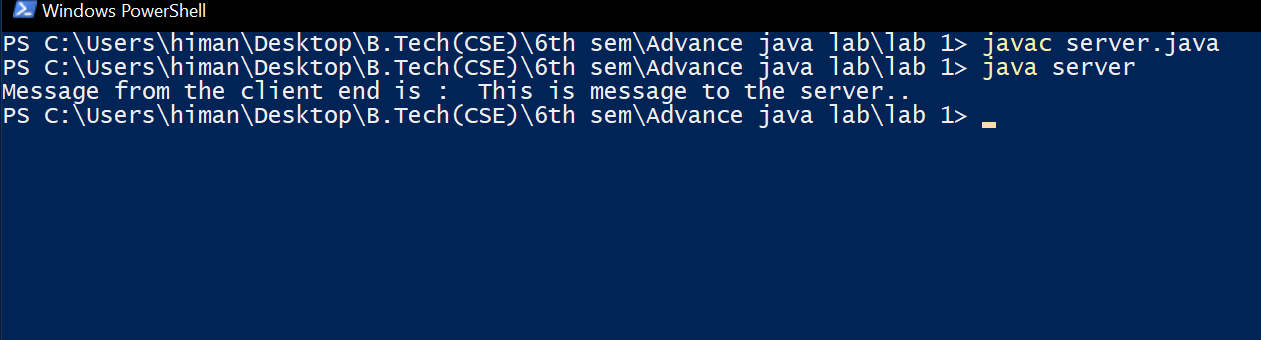 Windows PowerShell
PS C:\Users\himan\Desktop\B.Tech(CSE)\6th sem\Advance java lab\lab 1> javac server.java
PS C:\Users\himan\Desktop\B.Tech(CSE)\6th sem\Advance java lab\lab 1> java server
Message from the client end is :  This is message to the server..
PS C:\Users\himan\Desktop\B.Tech(CSE)\6th sem\Advance java lab\lab 1>